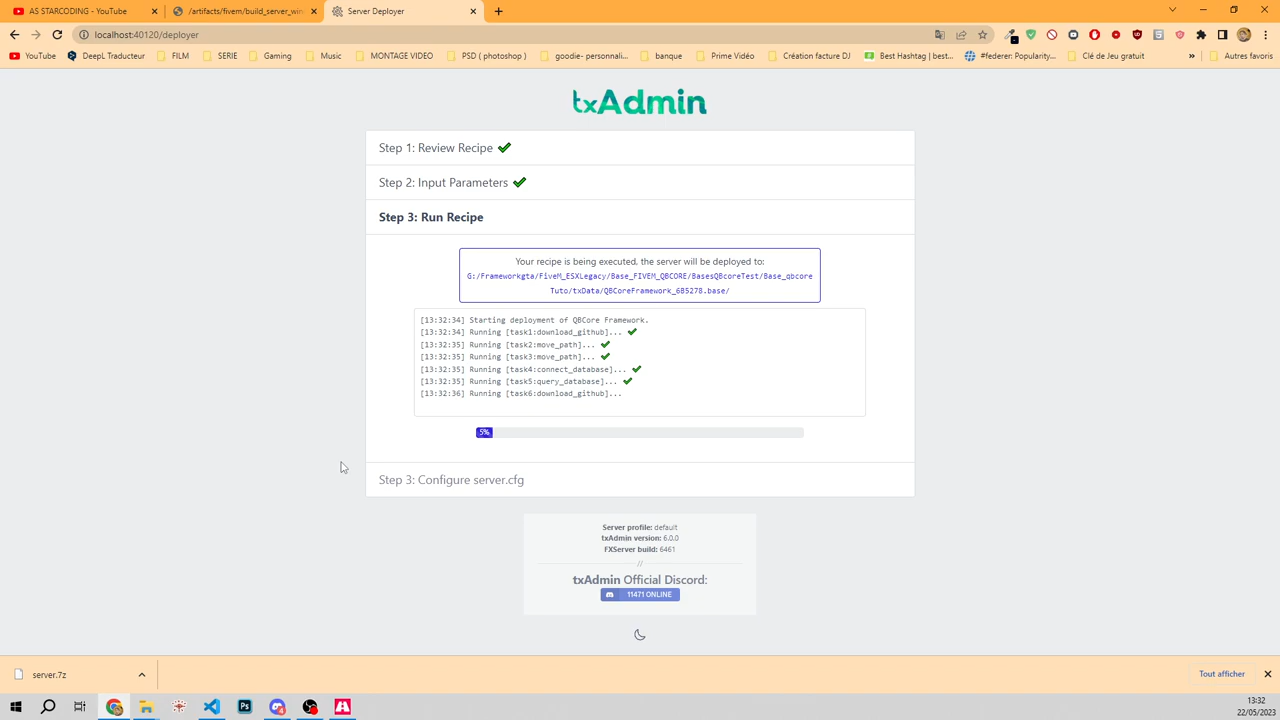 AS STARCODING - YouTube
/artifacts/fivem/build_server_win
Server Deployer
localhost:40120/deployer
YouTube
DeepL Traducteur
FILM
SERIE
Gaming
Music
MONTAGE VIDEO
PSD ( photoshop )
goodie- personnali...
banque
Prime Vidéo
Création facture DJ
Best Hashtag | best...
#federer: Popularity...
Clé de Jeu gratuit
»
Autres favoris
txAdmin
Step 1: Review Recipe
Step 2: Input Parameters
Step 3: Run Recipe
Your recipe is being executed, the server will be deployed to:
G:/Frameworkgta/FiveM_ESXLegacy/Base_FIVEM_QBCORE/BasesQBcoreTest/Base_qbcore
Tuto/txData/QBCoreFramework_6B5278.base/
[13:32:34] Starting deployment of QBCore Framework.
[13:32:34] Running [task1:download_github]...
[13:32:35] Running [task2:move_path]...
[13:32:35] Running [task3:move_path]...
[13:32:35] Running [task4:connect_database]...
[13:32:35] Running [task5:query_database]...
[13:32:36] Running [task6:download_github]...
5%
Step 3: Configure server.cfg
Server profile: default
txAdmin version: 6.0.0
FXServer build: 6461
//
txAdmin Official Discord:
11471 ONLINE
server.7z
Tout afficher
13:32
22/05/2023